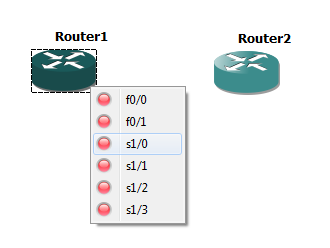 Router1
Router2
f0/0
f0/1
s1/0
s1/1
s1/2
s1/3